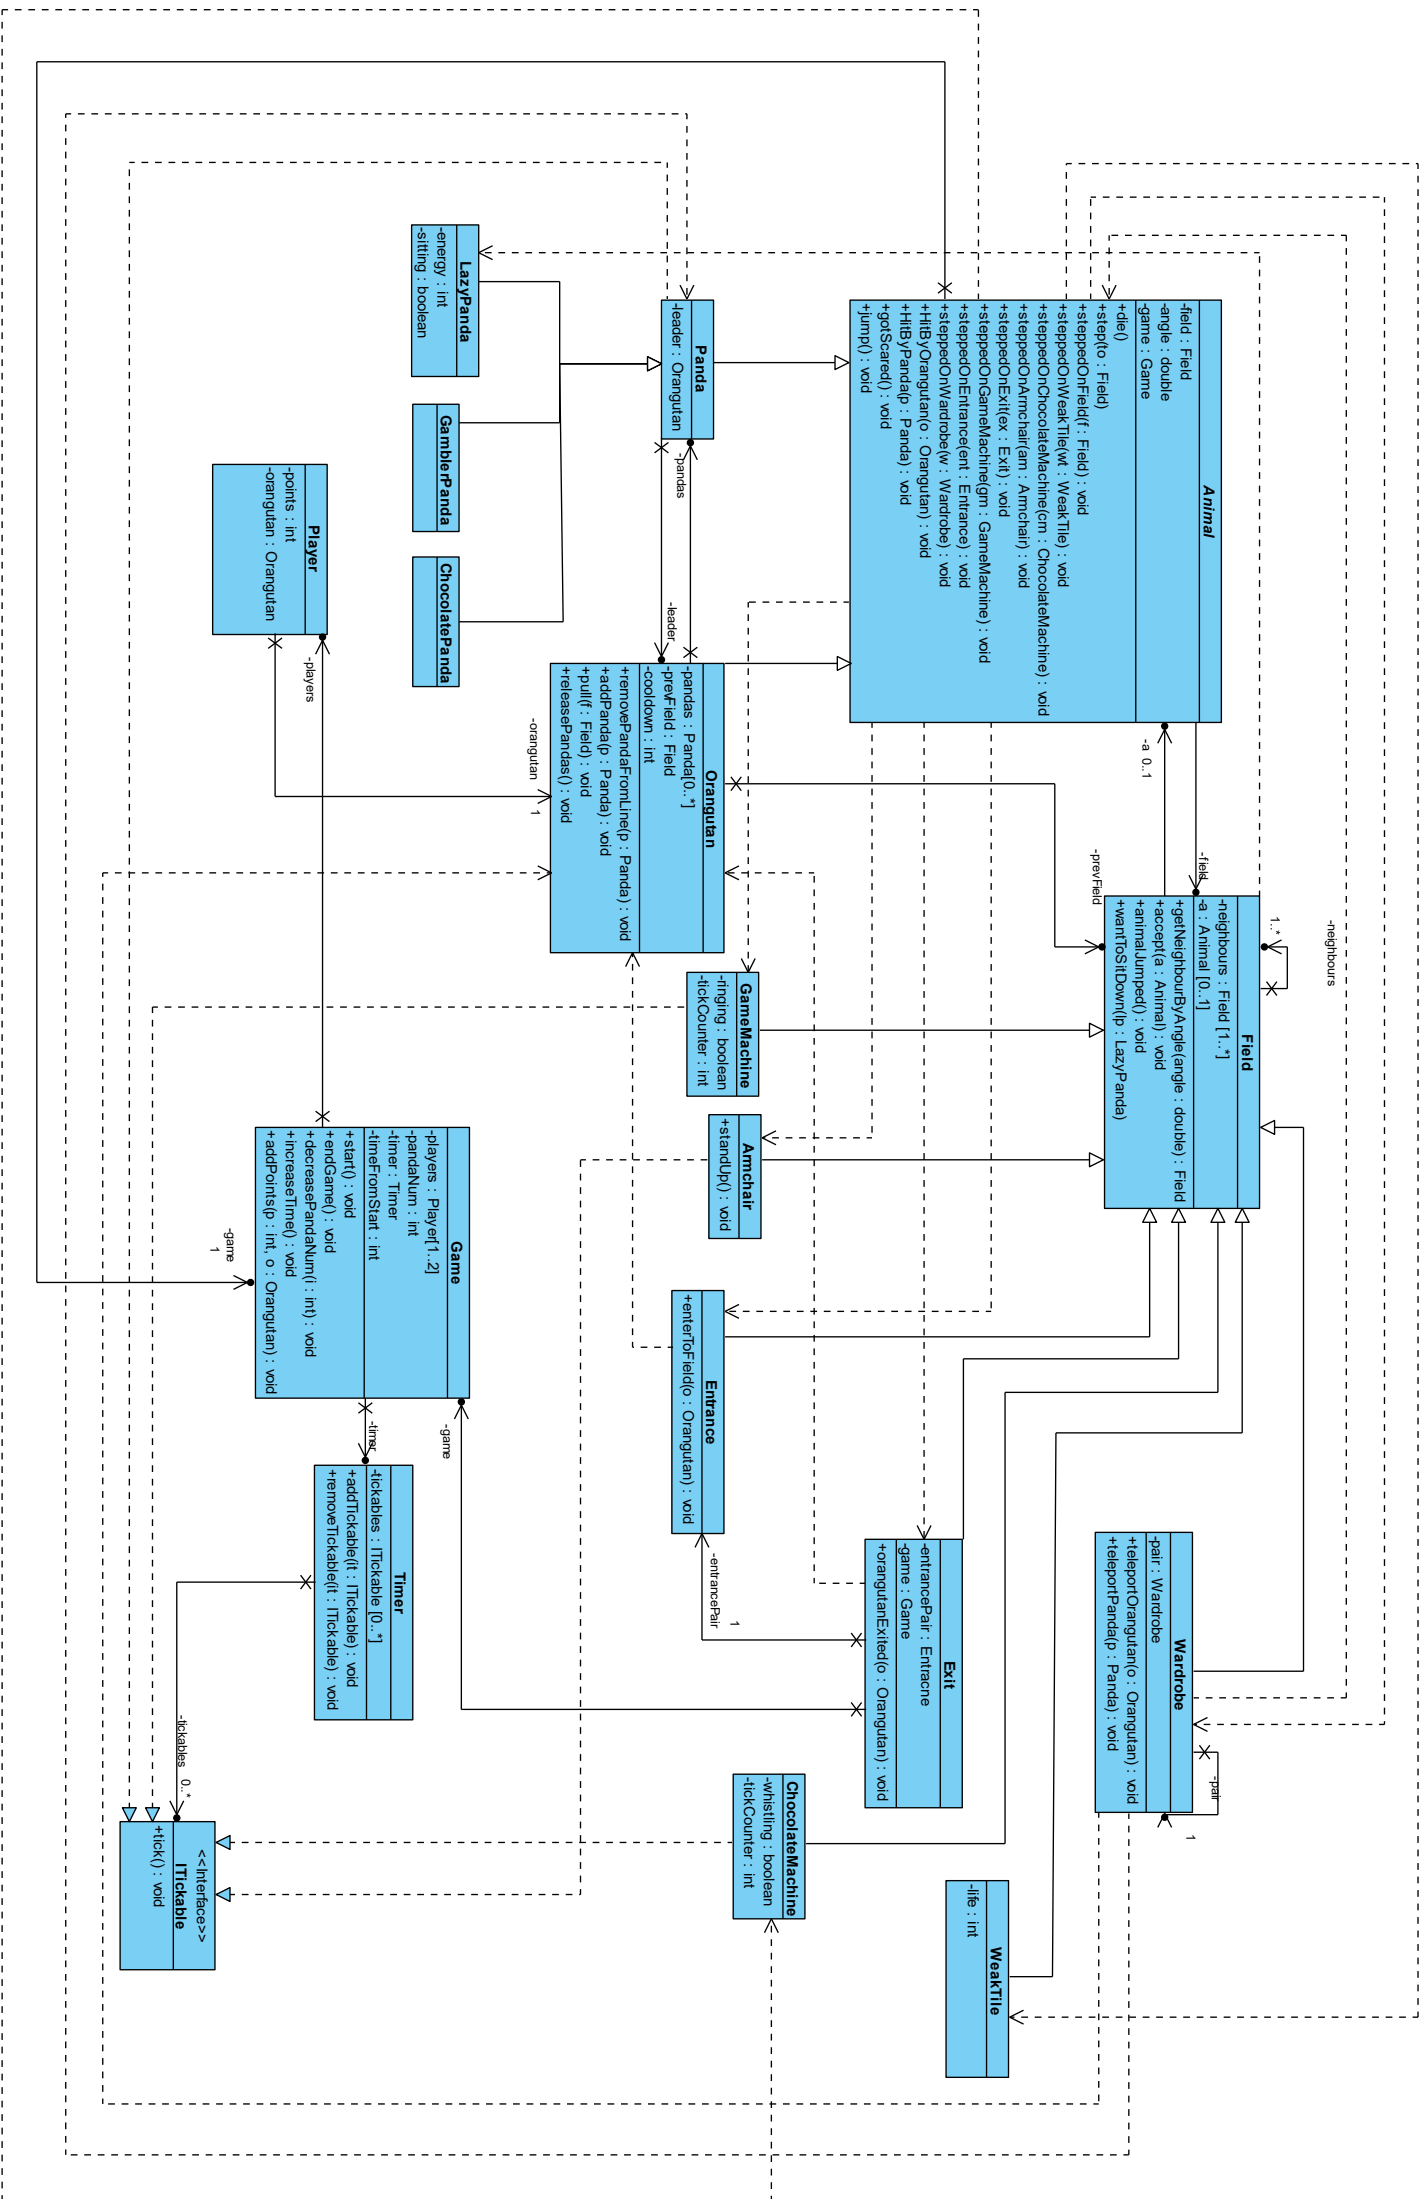 Animal
-field : Field
-angle : double
-game : Game
+die()
+step(to : Field)
+steppedOnField(f : Field) : void
+steppedOnWeakTile(wt : WeakTile) : void
+steppedOnChocolateMachine(cm : ChocolateMachine) : void
+steppedOnArmchair(am : Armchair) : void
+steppedOnExit(ex : Exit) : void
+steppedOnGameMachine(gm : GameMachine) : void
+steppedOnEntrance(ent : Entrance) : void
+steppedOnWardrobe(w : Wardrobe) : void
+HitByOrangutan(o : Orangutan) : void
+HitByPanda(p : Panda) : void
+gotScared() : void
+jump() : void
-field
-a 0..1
-prevField
Field
-neighbours : Field [1..*]
-a : Animal [0..1]
+getNeighbourByAngle(angle : double) : Field
+accept(a : Animal) : void
+animalJumped() : void
+wantToSitDown(lp : LazyPanda)
1..*
-neighbours
Wardrobe
-pair : Wardrobe
+teleportOrangutan(o : Orangutan) : void
+teleportPanda(p : Panda) : void
-pair
1
WeakTile
-life : int
Panda
-leader : Orangutan
-pandas
-leader
Orangutan
-pandas : Panda[0..*]
-prevField : Field
-cooldown : int
+removePandaFromLine(p : Panda) : void
+addPanda(p : Panda) : void
+pull(f : Field) : void
+releasePandas() : void
GameMachine
-ringing : boolean
-tickCounter : int
Armchair
+standUp() : void
Entrance
+enterToField(o : Orangutan) : void
-entrancePair
1
Exit
-entrancePair : Entracne
-game : Game
+orangutanExited(o : Orangutan) : void
ChocolateMachine
-whistling : boolean
-tickCounter : int
LazyPanda
-energy : int
-sitting : boolean
GamblerPanda
ChocolatePanda
Player
-points : int
-orangutan : Orangutan
-players
-orangutan
1
Game
-players : Player[1..2]
-pandaNum : int
-timer : Timer
-timeFromStart : int
+start() : void
+endGame() : void
+decreasePandaNum(i : int) : void
+increaseTime() : void
+addPoints(p : int, o : Orangutan) : void
-game
1
-game
-timer
Timer
-tickables : ITickable [0..*]
+addTickable(it : ITickable) : void
+removeTickable(it : ITickable) : void
-tickables
0..*
<<Interface>>
ITickable
+tick() : void